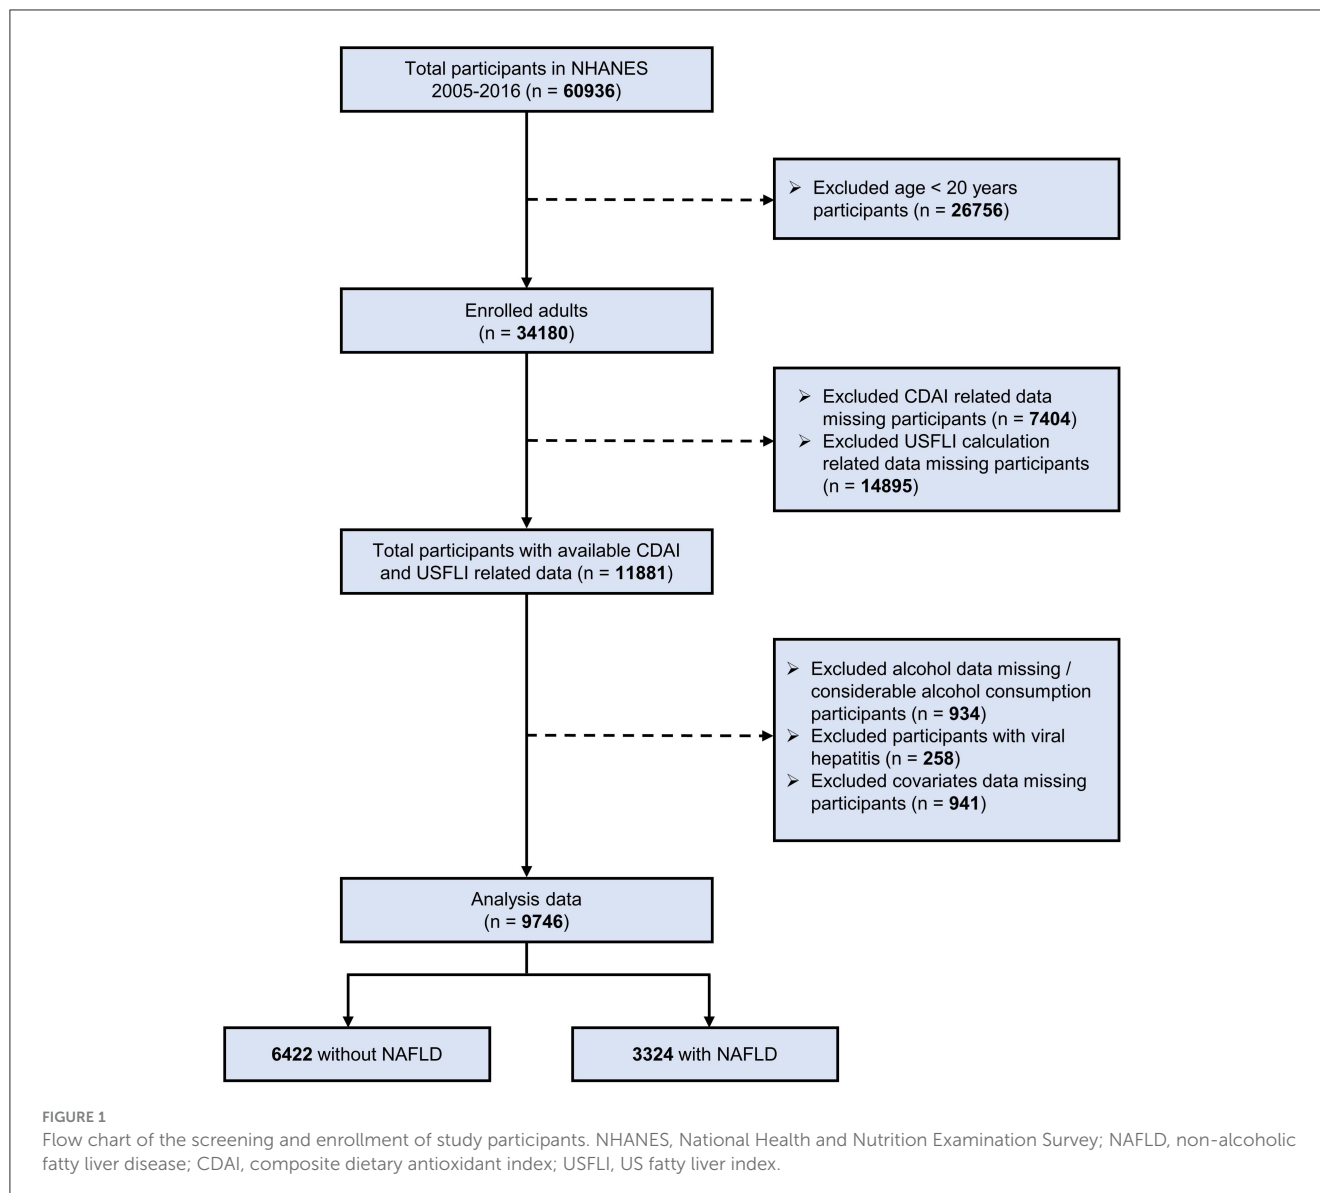 Total participants in NHANES
2005-2016 (n = 60936)
➢ Excluded age < 20 years
participants (n = 26756)
Enrolled adults
(n = 34180)
➢ Excluded CDAI related data
missing participants (n = 7404)
➢ Excluded USFLI calculation
related data missing participants
(n = 14895)
Total participants with available CDAI
and USFLI related data (n = 11881)
➢ Excluded alcohol data missing /
considerable alcohol consumption
participants (n = 934)
➢ Excluded participants with viral
hepatitis (n = 258)
➢ Excluded covariates data missing
participants (n = 941)
Analysis data
(n = 9746)
6422 without NAFLD
3324 with NAFLD
FIGURE 1
Flow chart of the screening and enrollment of study participants. NHANES, National Health and Nutrition Examination Survey; NAFLD, non-alcoholic
fatty liver disease; CDAI, composite dietary antioxidant index; USFLI, US fatty liver index.